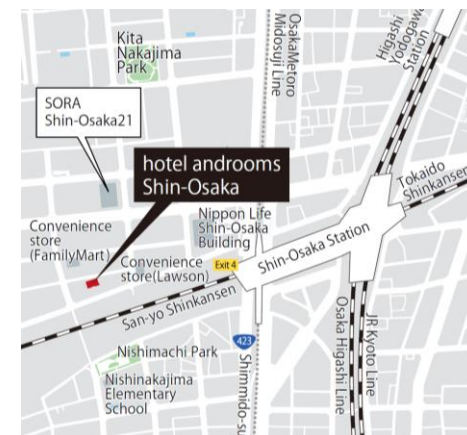 Kita
Nakajima
Park
OsakaMetoro
Midosuji Line
Higashi
Yodogawa
Station
SORA
Shin-Osaka21
hotel androoms
Shin-Osaka
Tokaido
Shinkansen
Nippon Life
Shin-Osaka
Building
Convenience
store
(FamilyMart)
Convenience
store(Lawson)
Exit 4
Shin-Osaka Station
San-yo Shinkansen
423
Nishimachi Park
Nishinakajima
Elementary
School
Shimmido-su
Osaka Higashi Line
JR Kyoto Line